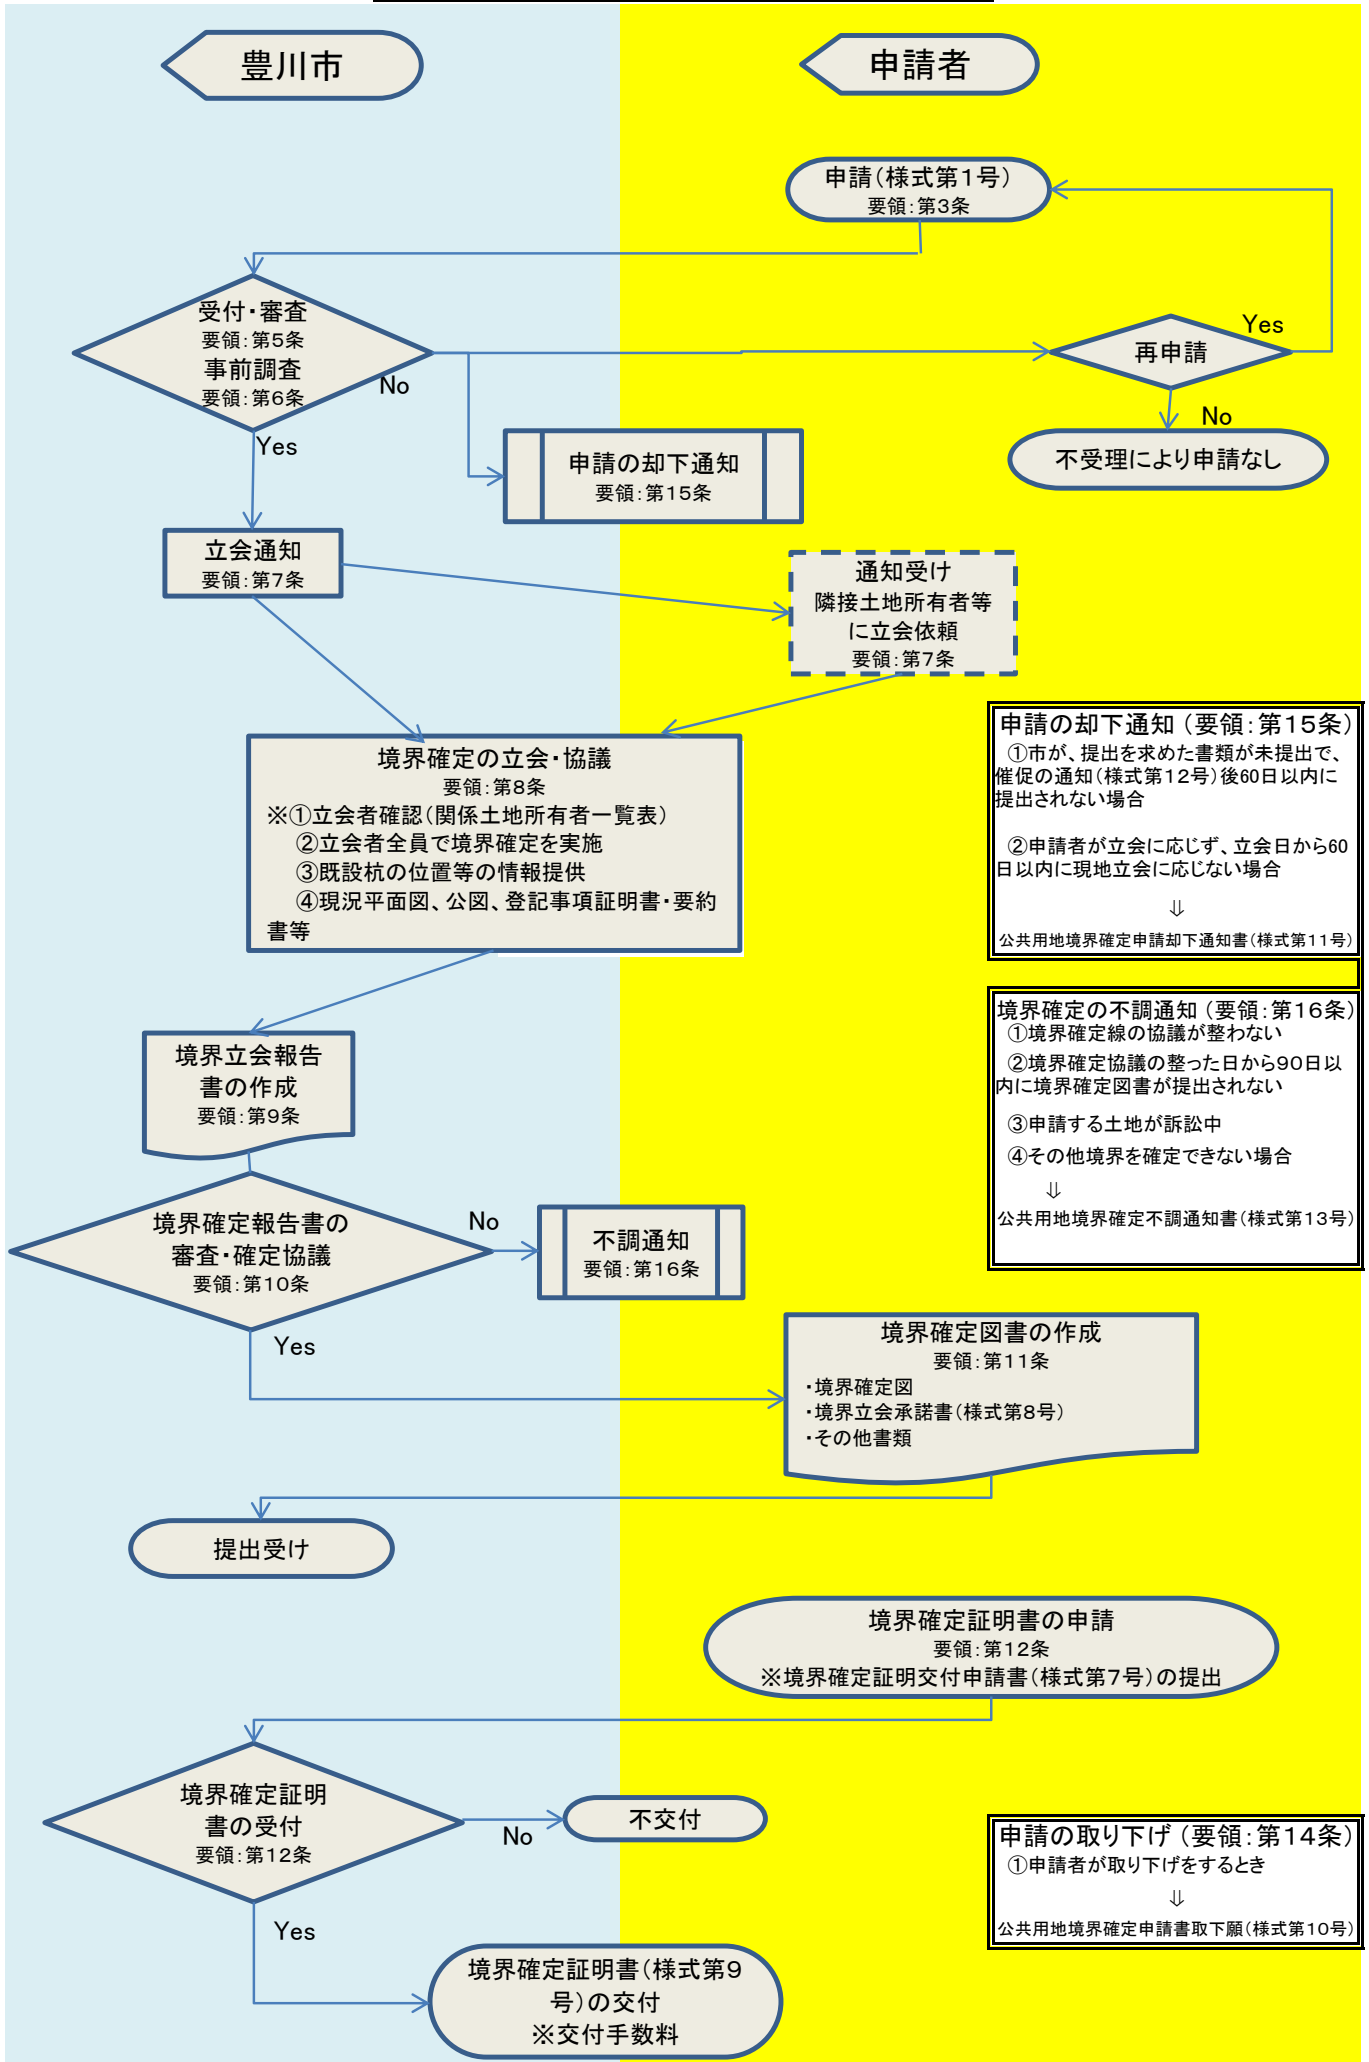 豊川市
申請者
申請（様式第１号）
要領：第３条
受付・審査
要領：第５条
事前調査
要領：第６条
No
Yes
再申請
Yes
No
不受理により申請なし
申請の却下通知
要領：第１５条
立会通知
要領：第７条
通知受け
隣接土地所有者等
に立会依頼
要領：第７条
境界確定の立会・協議
要領：第８条
※①立会者確認（関係土地所有者一覧表）
②立会者全員で境界確定を実施
③既設杭の位置等の情報提供
④現況平面図、公図、登記事項証明書・要約
書等
申請の却下通知（要領：第１５条）
①市が、提出を求めた書類が未提出で、
催促の通知（様式第１２号）後60日以内に
提出されない場合
②申請者が立会に応じず、立会日から60
日以内に現地立会に応じない場合
⇓
公共用地境界確定申請却下通知書（様式第１１号）
境界確定の不調通知（要領：第１６条）
①境界確定線の協議が整わない
②境界確定協議の整った日から９０日以
内に境界確定図書が提出されない
③申請する土地が訴訟中
④その他境界を確定できない場合
⇓
公共用地境界確定不調通知書（様式第１３号）
境界立会報告
書の作成
要領：第９条
境界確定報告書の
審査・確定協議
要領：第１０条
No
Yes
不調通知
要領：第１６条
境界確定図書の作成
要領：第１１条
・境界確定図
・境界立会承諾書（様式第８号）
・その他書類
提出受け
境界確定証明書の申請
要領：第１２条
※境界確定証明交付申請書（様式第７号）の提出
境界確定証明
書の受付
要領：第１２条
No
不交付
Yes
境界確定証明書（様式第９
号）の交付
※交付手数料
申請の取り下げ（要領：第１４条）
①申請者が取り下げをするとき
⇓
公共用地境界確定申請書取下願（様式第１０号）